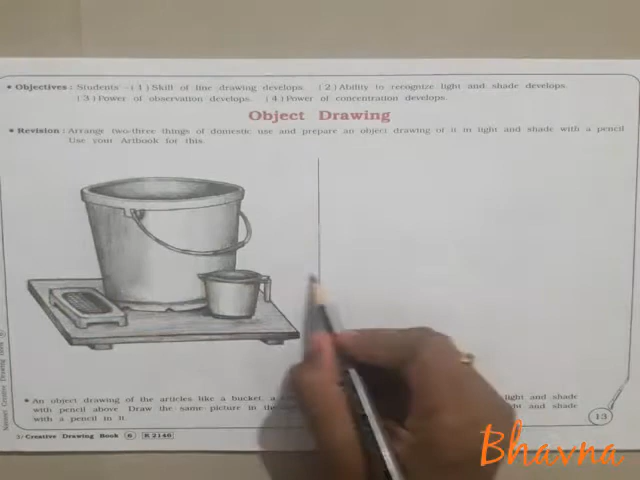 • Objectives : Students - (1) Skill of line drawing develops. (2) Ability to recognize light and shade develops.
(3) Power of observation develops. (4) Power of concentration develops.
Object Drawing
• Revision : Arrange two-three things of domestic use and prepare an object drawing of it in light and shade with a pencil
Use your Artbook for this.
• An object drawing of the articles like a bucket, a light and shade
with pencil above. Draw the same picture in the and shade
with a pencil in it.
13
Creative Drawing Book 6 R 2146
Bhavna